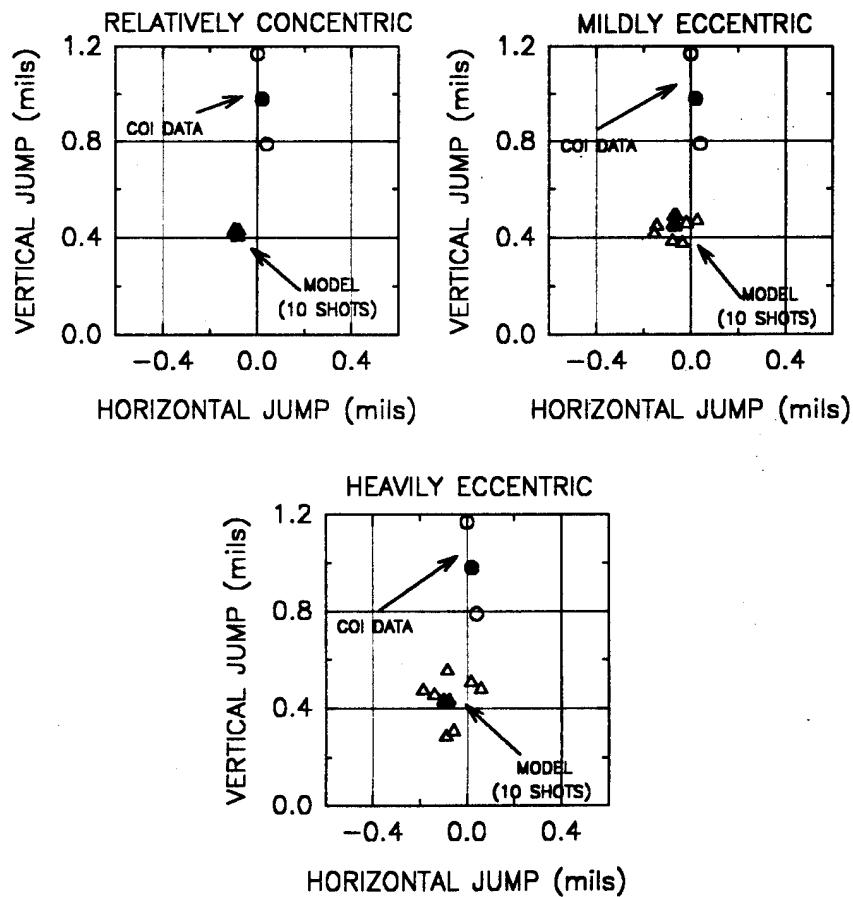 RELATIVELY CONCENTRIC
VERTICAL JUMP (mils)
1.2
0.8
0.4
0.0
COI DATA
MODEL
(10 SHOTS)
−0.4 0.0 0.4
HORIZONTAL JUMP (mils)
MILDLY ECCENTRIC
VERTICAL JUMP (mils)
1.2
0.8
0.4
0.0
COI DATA
MODEL
(10 SHOTS)
−0.4 0.0 0.4
HORIZONTAL JUMP (mils)
HEAVILY ECCENTRIC
VERTICAL JUMP (mils)
1.2
0.8
0.4
0.0
COI DATA
MODEL
(10 SHOTS)
−0.4 0.0 0.4
HORIZONTAL JUMP (mils)